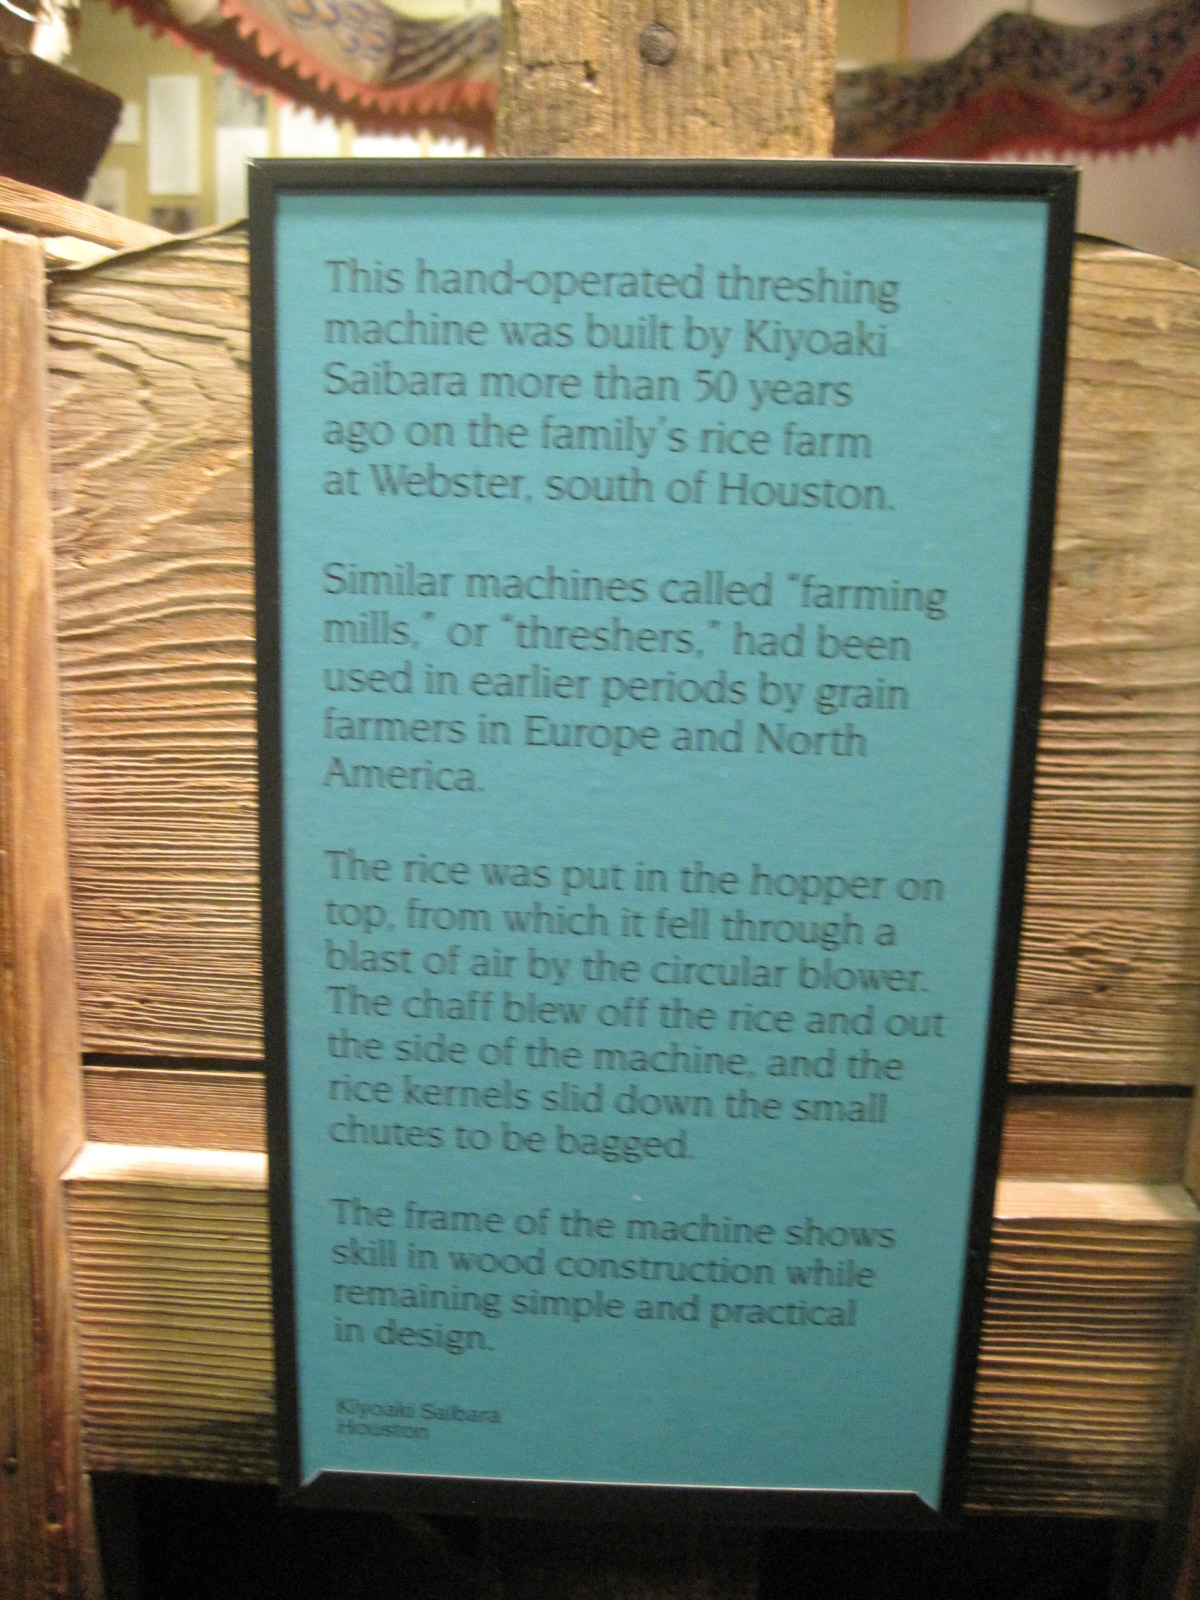 This hand-operated threshing
machine was built by Kiyoaki
Saibara more than 50 years
ago on the family's rice farm
at Webster, south of Houston.
Similar machines called "farming
mills," or "threshers," had been
used in earlier periods by grain
farmers in Europe and North
America.
The rice was put in the hopper on
top, from which it fell through a
blast of air by the circular blower.
The chaff blew off the rice and out
the side of the machine, and the
rice kernels slid down the small
chutes to be bagged.
The frame of the machine shows
skill in wood construction while
remaining simple and practical
in design.
Kiyoaki Saibara
Houston